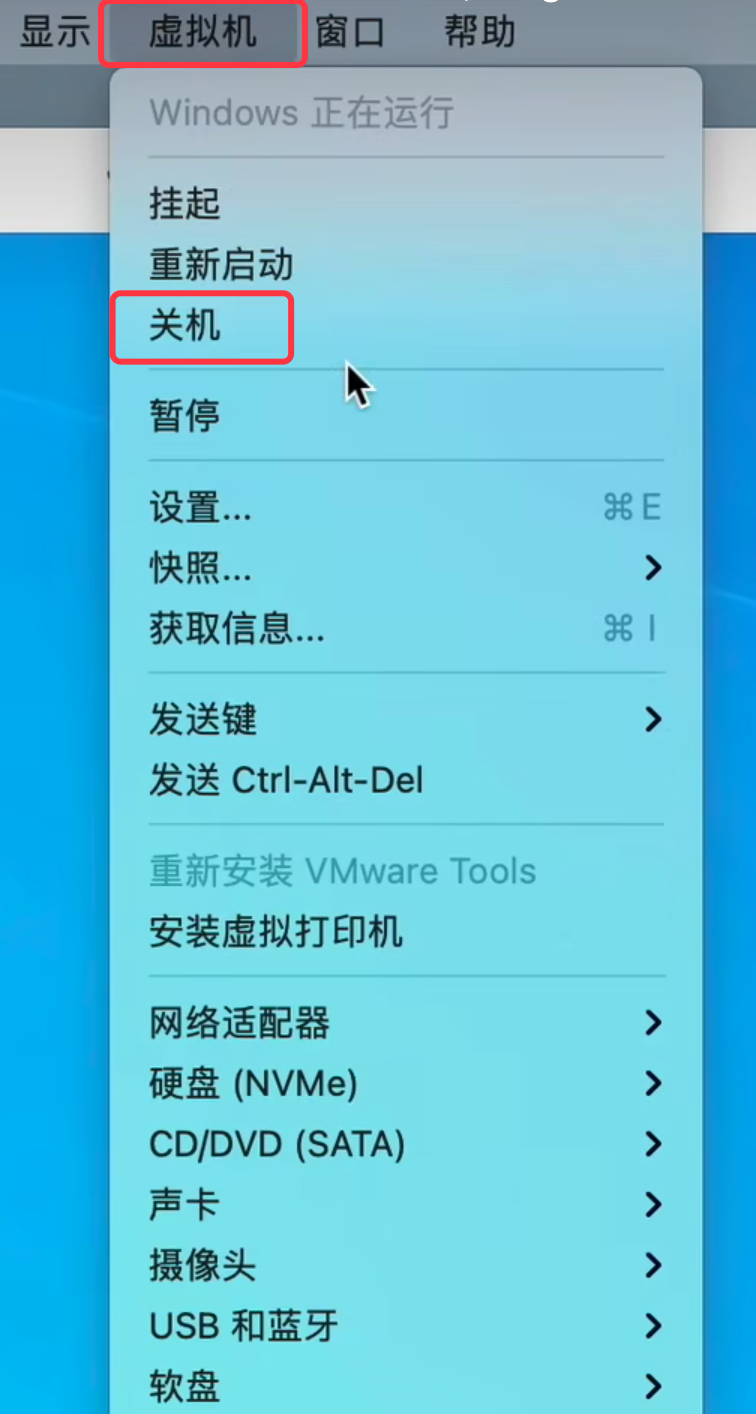 显示 虚拟机 窗口 帮助
Windows 正在运行
挂起
重新启动
关机
暂停
设置... ⌘E
快照...
获取信息... ⌘I
发送键
发送 Ctrl-Alt-Del
重新安装 VMware Tools
安装虚拟打印机
网络适配器
硬盘 (NVMe)
CD/DVD (SATA)
声卡
摄像头
USB 和蓝牙
软盘